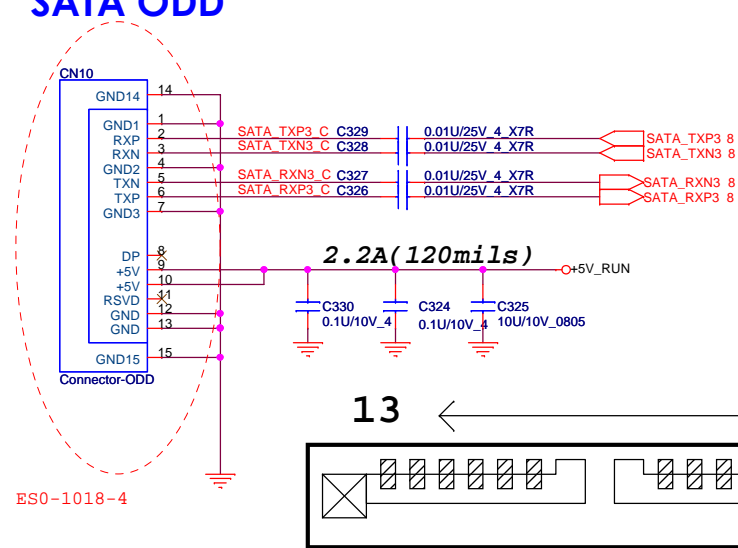 SATA ODD
CN10
GND14 14
GND1 1
RXP 2 SATA_TXP3_C C329 0.01U/25V_4_X7R SATA_TXP3 8
RXN 3 SATA_TXN3_C C328 0.01U/25V_4_X7R SATA_TXN3 8
GND2 4
TXN 5 SATA_RXN3_C C327 0.01U/25V_4_X7R SATA_RXN3 8
TXP 6 SATA_RXP3_C C326 0.01U/25V_4_X7R SATA_RXP3 8
GND3 7
2.2A(120mils)
DP 8
+5V 9 +5V_RUN
+5V 10
RSVD 11
GND 12
GND 13
C330 C324 C325
0.1U/10V_4 0.1U/10V_4 10U/10V_0805
GND15 15
Connector-ODD
13
ES0-1018-4